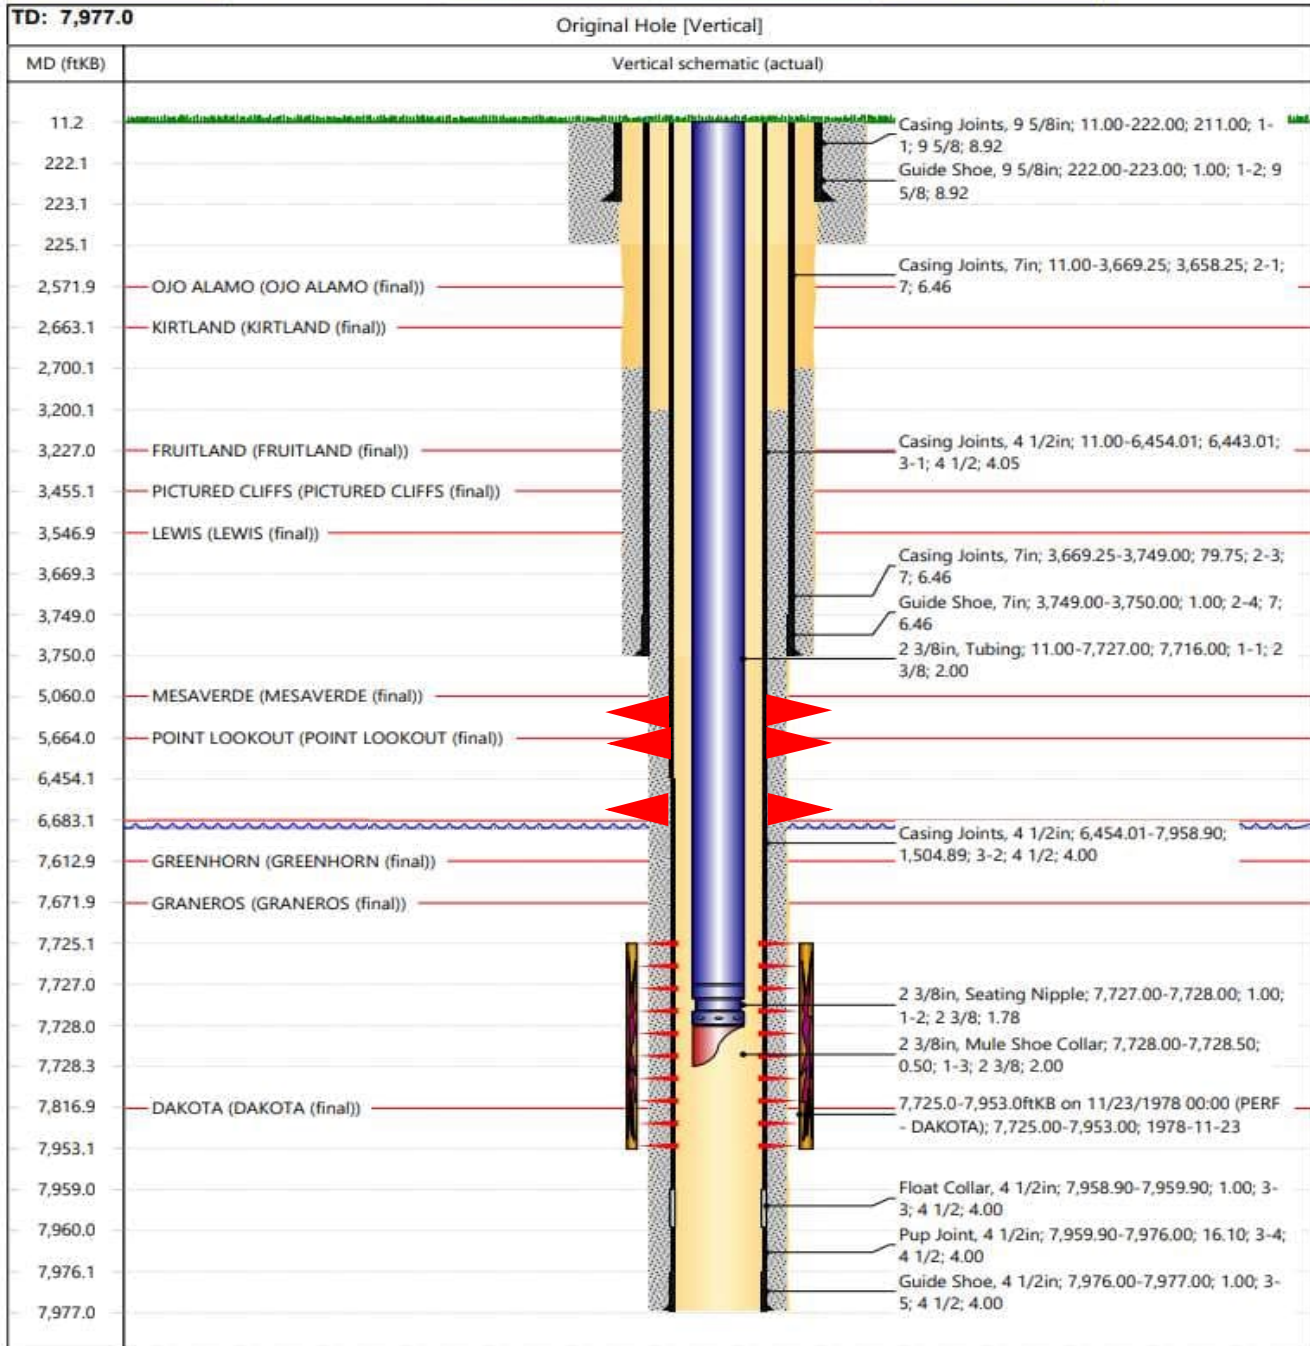 TD: 7,977.0
Original Hole [Vertical]
MD (ftKB)
Vertical schematic (actual)
11.2
Casing Joints, 9 5/8in; 11.00-222.00; 211.00; 1-
1; 9 5/8; 8.92
222.1
Guide Shoe, 9 5/8in; 222.00-223.00; 1.00; 1-2; 9
5/8; 8.92
223.1
225.1
Casing Joints, 7in; 11.00-3,669.25; 3,658.25; 2-1;
7; 6.46
2,571.9
OJO ALAMO (OJO ALAMO (final))
2,663.1
KIRTLAND (KIRTLAND (final))
2,700.1
3,200.1
3,227.0
FRUITLAND (FRUITLAND (final))
Casing Joints, 4 1/2in; 11.00-6,454.01; 6,443.01;
3-1; 4 1/2; 4.05
3,455.1
PICTURED CLIFFS (PICTURED CLIFFS (final))
3,546.9
LEWIS (LEWIS (final))
Casing Joints, 7in; 3,669.25-3,749.00; 79.75; 2-3;
7; 6.46
3,669.3
Guide Shoe, 7in; 3,749.00-3,750.00; 1.00; 2-4; 7;
6.46
3,749.0
2 3/8in, Tubing; 11.00-7,727.00; 7,716.00; 1-1; 2
3/8; 2.00
3,750.0
5,060.0
MESAVERDE (MESAVERDE (final))
5,664.0
POINT LOOKOUT (POINT LOOKOUT (final))
6,454.1
6,683.1
Casing Joints, 4 1/2in; 6,454.01-7,958.90;
1,504.89; 3-2; 4 1/2; 4.00
7,612.9
GREENHORN (GREENHORN (final))
7,671.9
GRANEROS (GRANEROS (final))
7,725.1
7,727.0
2 3/8in, Seating Nipple; 7,727.00-7,728.00; 1.00;
1-2; 2 3/8; 1.78
7,728.0
2 3/8in, Mule Shoe Collar; 7,728.00-7,728.50;
0.50; 1-3; 2 3/8; 2.00
7,728.3
7,816.9
DAKOTA (DAKOTA (final))
7,725.0-7,953.0ftKB on 11/23/1978 00:00 (PERF
- DAKOTA); 7,725.00-7,953.00; 1978-11-23
7,953.1
7,959.0
Float Collar, 4 1/2in; 7,958.90-7,959.90; 1.00; 3-
3; 4 1/2; 4.00
7,960.0
Pup Joint, 4 1/2in; 7,959.90-7,976.00; 16.10; 3-4;
4 1/2; 4.00
7,976.1
Guide Shoe, 4 1/2in; 7,976.00-7,977.00; 1.00; 3-
5; 4 1/2; 4.00
7,977.0